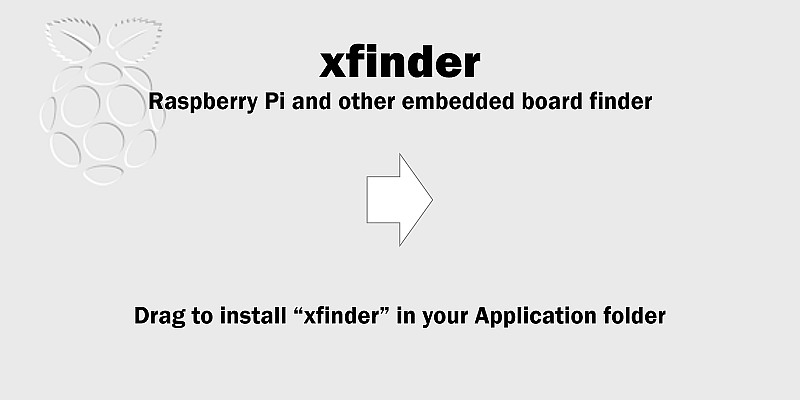 xfinder
Raspberry Pi and other embedded board finder
Drag to install “xfinder” in your Application folder